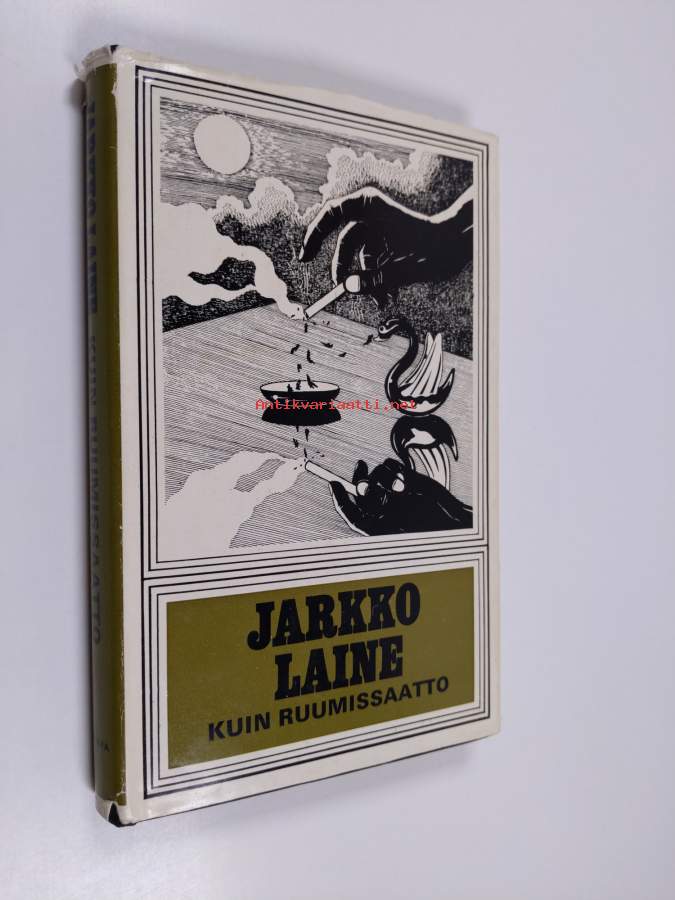 JARKKO LAINE KUIN RUUMISSAATTO
Antikvariaatti.net
JARKKO
LAINE
KUIN RUUMISSAATTO